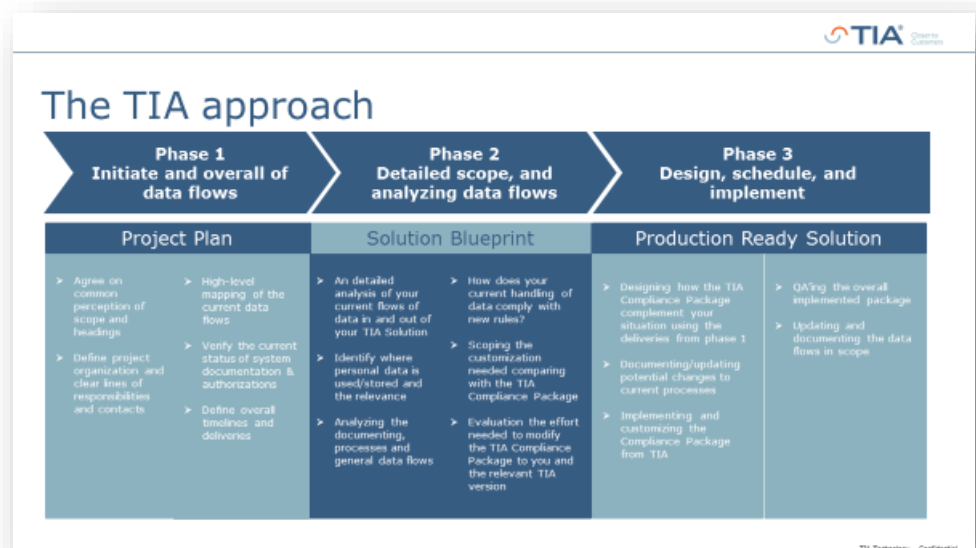 TIA®
The TIA approach
Phase 1
Initiate and overall of
data flows
Phase 2
Detailed scope, and
analyzing data flows
Phase 3
Design, schedule, and
implement
Project Plan
Solution Blueprint
Production Ready Solution
➤ Agree on
common
perception of
scope and
headings
➤ Define project
organization and
clear lines of
responsibilities
and contacts
➤ High-level
mapping of the
current data
flows
➤ Verify the current
status of system
documentation &
authorizations
➤ Define overall
timelines and
deliveries
➤ An detailed
analysis of your
current flows of
data in and out of
your TIA Solution
➤ Identify where
personal data is
used/stored and
the relevance
➤ Analyzing the
documenting,
processes and
general data flows
➤ How does your
current handling of
data comply with
new rules?
➤ Scoping the
customization
needed comparing
with the TIA
Compliance Package
➤ Evaluation the effort
needed to modify
the TIA Compliance
Package to you and
the relevant TIA
version
➤ Designing how the TIA
Compliance Package
complement your
situation using the
deliveries from phase 1
➤ Documenting/updating
potential changes to
current processes
➤ Implementing and
customizing the
Compliance Package
from TIA
➤ QA'ing the overall
implemented package
➤ Updating and
documenting the data
flows in scope